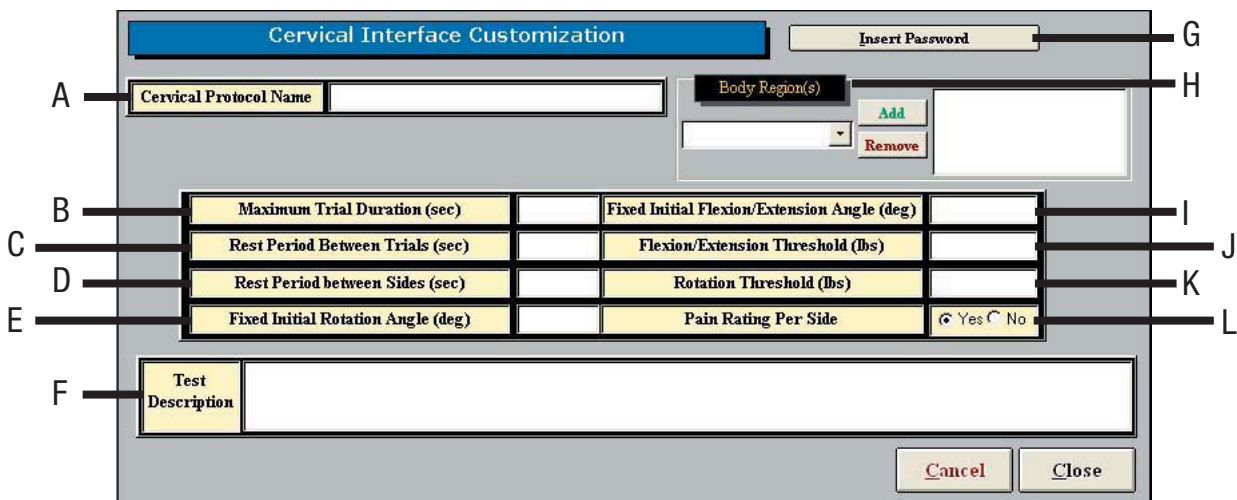 Cervical Interface Customization
Insert Password
G
A
Cervical Protocol Name
Body Region(s)
H
Add
Remove
B
Maximum Trial Duration (sec)
Fixed Initial Flexion/Extension Angle (deg)
I
C
Rest Period Between Trials (sec)
Flexion/Extension Threshold (lbs)
J
D
Rest Period between Sides (sec)
Rotation Threshold (lbs)
K
E
Fixed Initial Rotation Angle (deg)
Pain Rating Per Side
Yes No
L
F
Test
Description
Cancel
Close